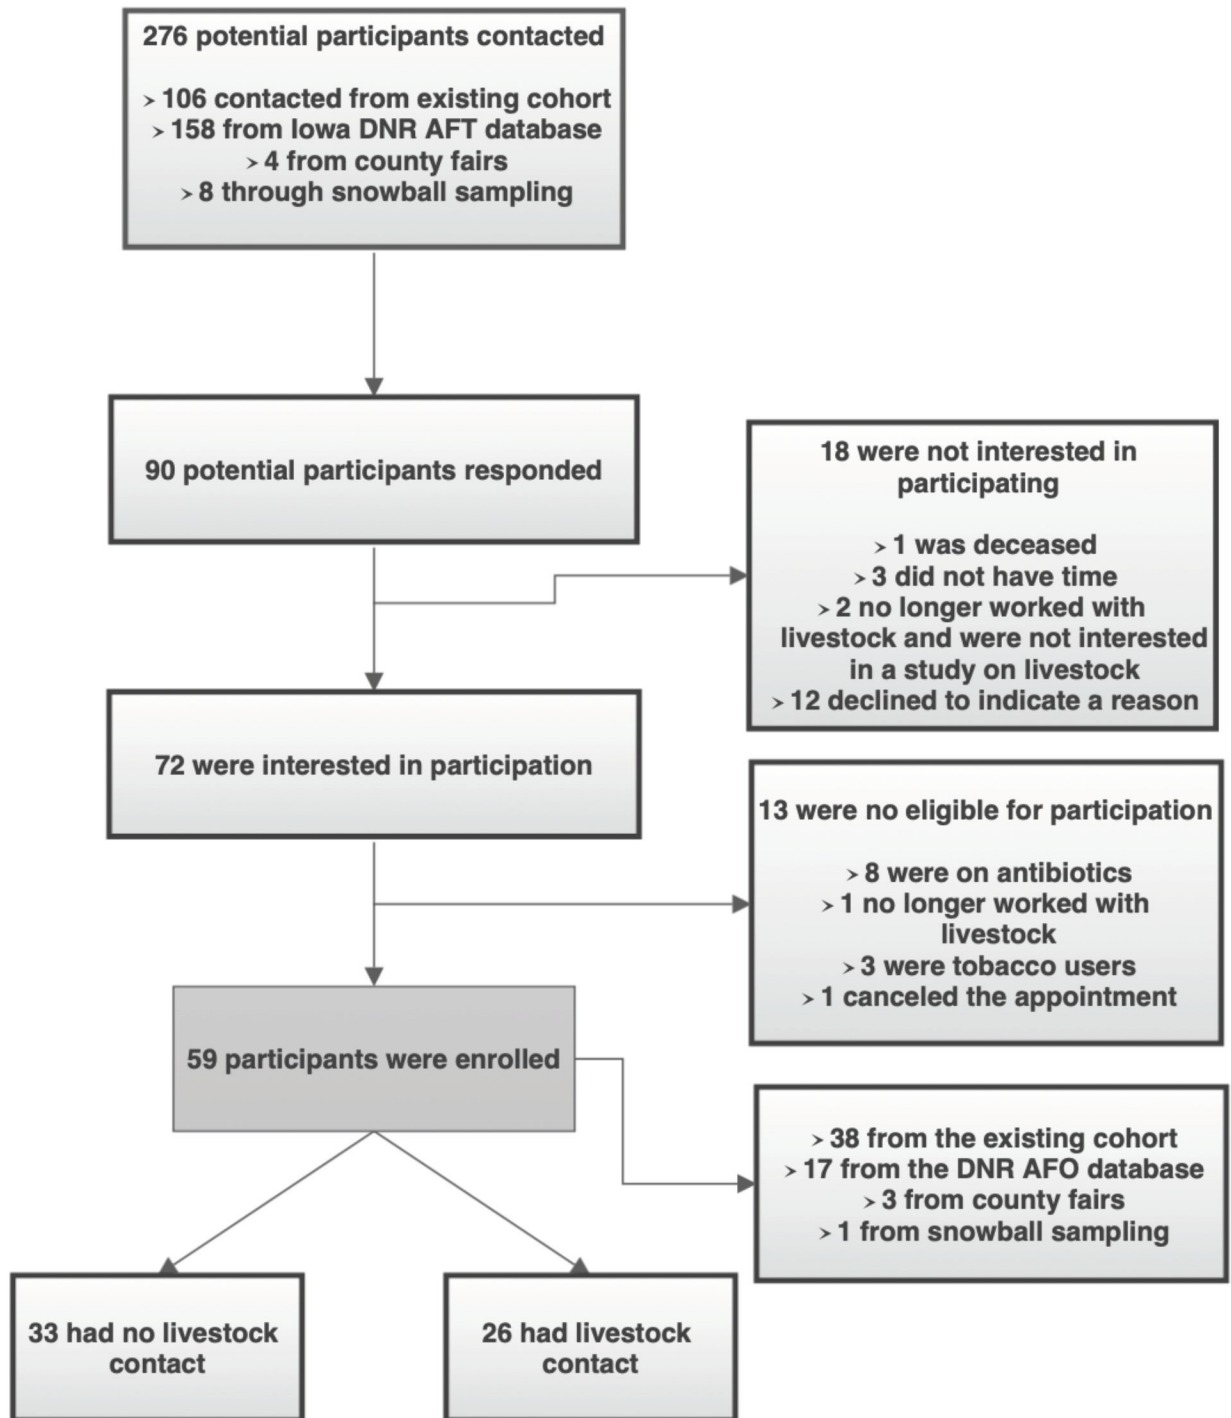 276 potential participants contacted
➢ 106 contacted from existing cohort
➢ 158 from Iowa DNR AFT database
➢ 4 from county fairs
➢ 8 through snowball sampling
90 potential participants responded
18 were not interested in
participating
➢ 1 was deceased
➢ 3 did not have time
➢ 2 no longer worked with
livestock and were not interested
in a study on livestock
➢ 12 declined to indicate a reason
72 were interested in participation
13 were no eligible for participation
➢ 8 were on antibiotics
➢ 1 no longer worked with
livestock
➢ 3 were tobacco users
➢ 1 canceled the appointment
59 participants were enrolled
➢ 38 from the existing cohort
➢ 17 from the DNR AFO database
➢ 3 from county fairs
➢ 1 from snowball sampling
33 had no livestock
contact
26 had livestock
contact